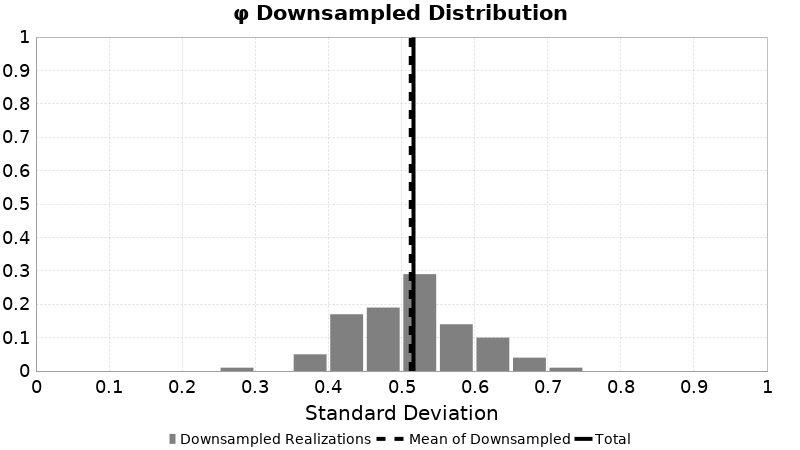 φ Downsampled Distribution
1
0.9
0.8
0.7
0.6
0.5
0.4
0.3
0.2
0.1
0
0 0.1 0.2 0.3 0.4 0.5 0.6 0.7 0.8 0.9 1
Standard Deviation
Downsampled Realizations Mean of Downsampled Total